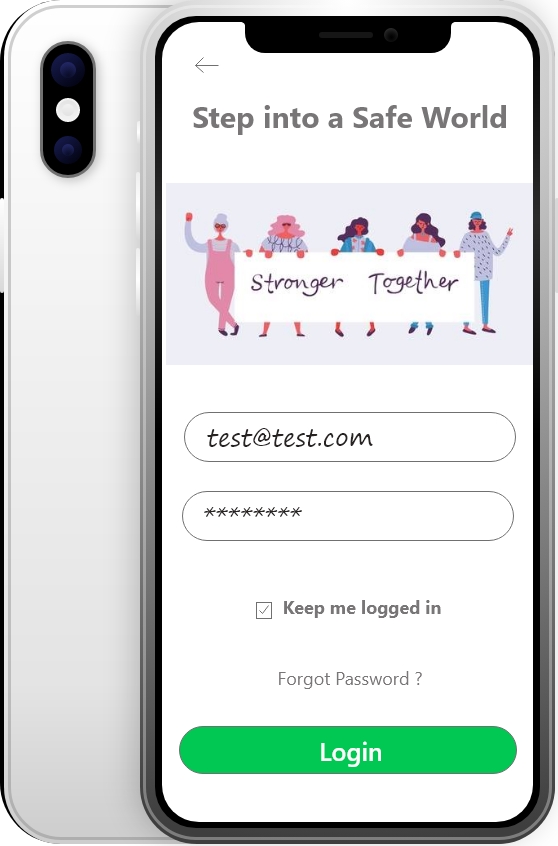 Step into a Safe World
Stronger Together
test@test.com
********
Keep me logged in
Forgot Password ?
Login